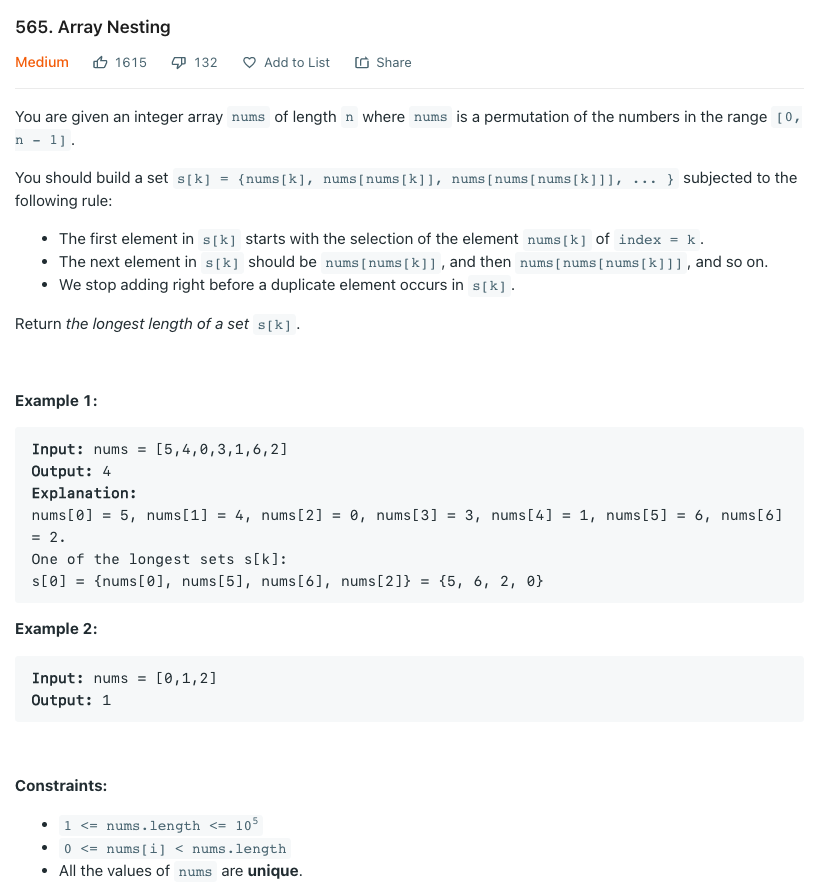 565. Array Nesting
Medium 1615 132 Add to List Share
You are given an integer array nums of length n where nums is a permutation of the numbers in the range [0,
n - 1].
You should build a set s[k] = {nums[k], nums[nums[k]], nums[nums[nums[k]]], ... } subjected to the
following rule:
• The first element in s[k] starts with the selection of the element nums[k] of index = k.
• The next element in s[k] should be nums[nums[k]], and then nums[nums[nums[k]]], and so on.
• We stop adding right before a duplicate element occurs in s[k].
Return the longest length of a set s[k].
Example 1:
Input: nums = [5,4,0,3,1,6,2]
Output: 4
Explanation:
nums[0] = 5, nums[1] = 4, nums[2] = 0, nums[3] = 3, nums[4] = 1, nums[5] = 6, nums[6]
= 2.
One of the longest sets s[k]:
s[0] = {nums[0], nums[5], nums[6], nums[2]} = {5, 6, 2, 0}
Example 2:
Input: nums = [0,1,2]
Output: 1
Constraints:
• 1 <= nums.length <= 10⁵
• 0 <= nums[i] < nums.length
• All the values of nums are unique.